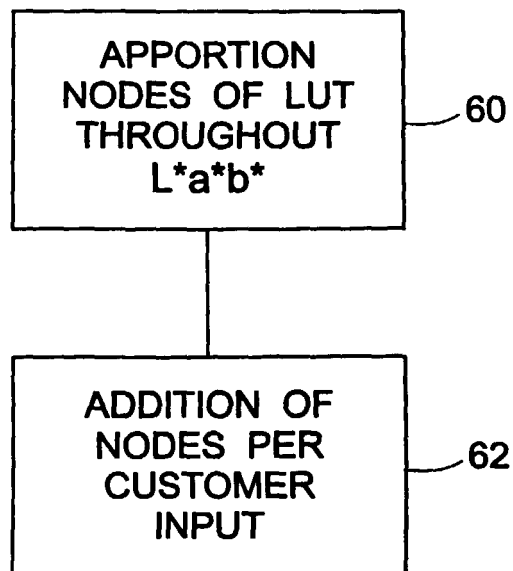 APPORTION
NODES OF LUT
THROUGHOUT
L*a*b*
60
ADDITION OF
NODES PER
CUSTOMER
INPUT
62